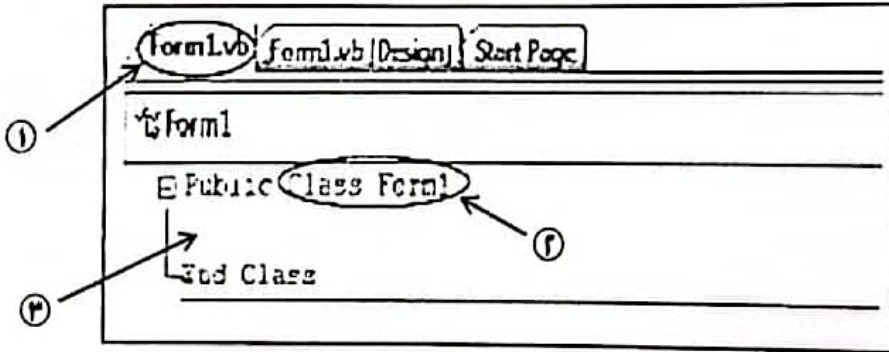 Form1.vb Form1.vb [Design] Start Page
Form1
Public Class Form1
End Class
١
٢
٣